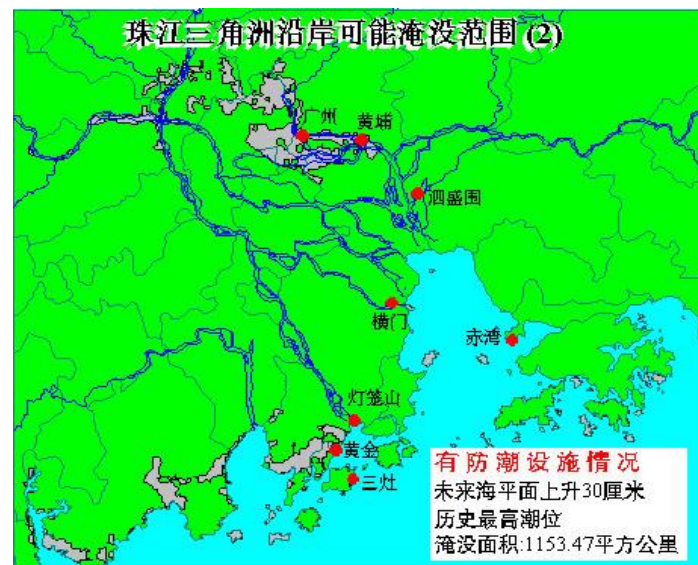 珠江三角洲沿岸可能淹没范围 (2)
广州
黄埔
泗盛围
横门
赤湾
灯笼山
黄金
三灶
有防潮设施情况
未来海平面上升30厘米
历史最高潮位
淹没面积:1153.47平方公里